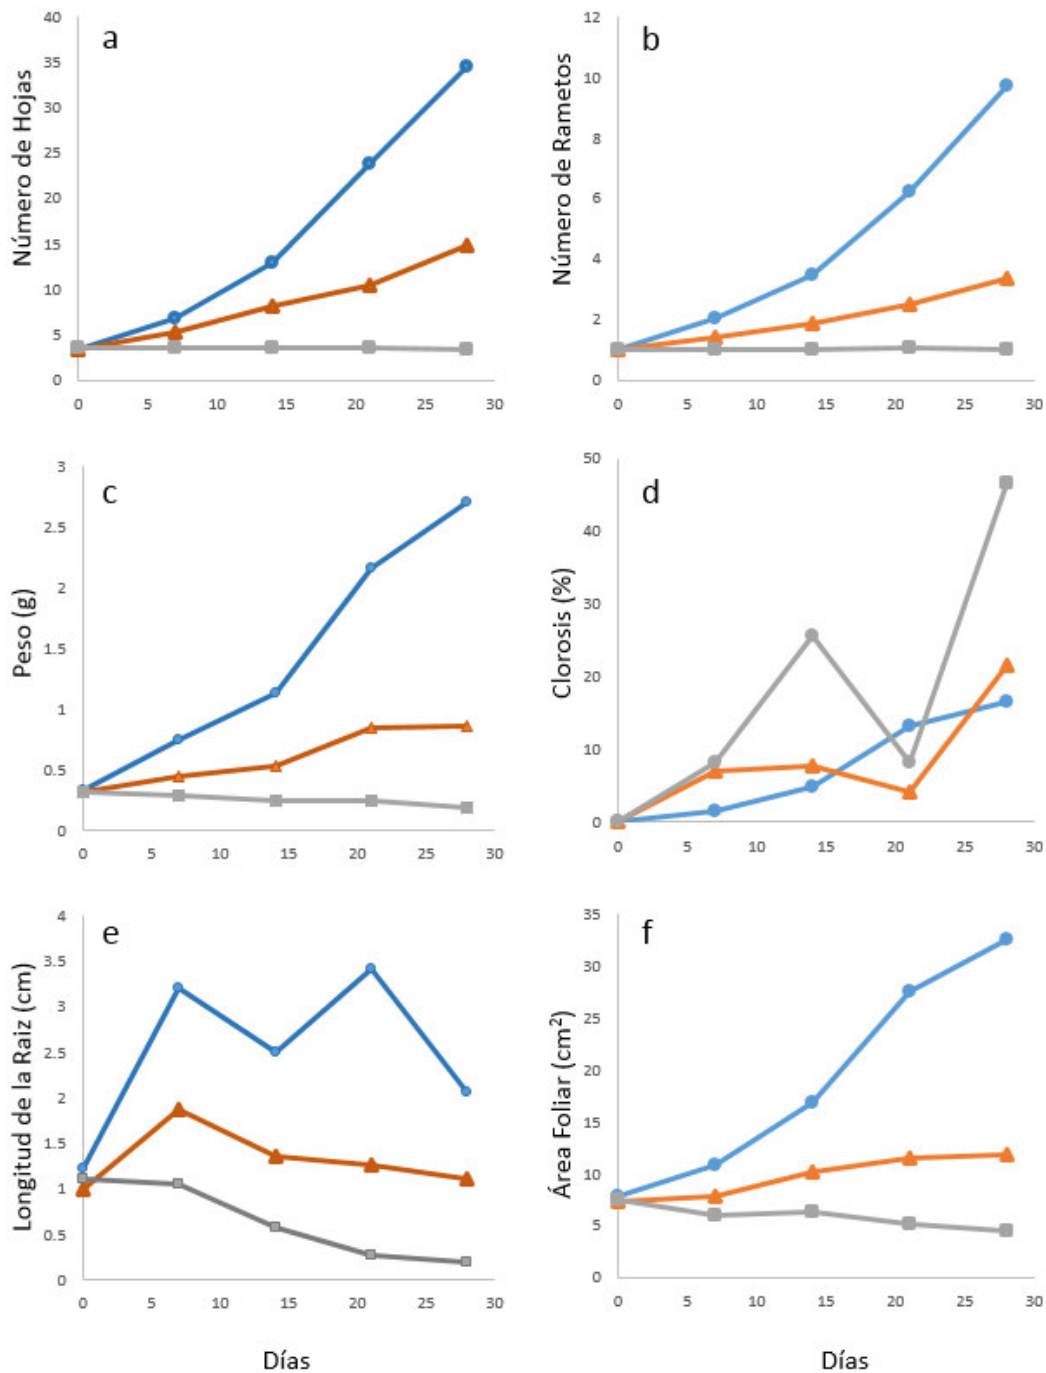 a
Número de Hojas
40
35
30
25
20
15
10
5
0
0 5 10 15 20 25 30
b
Número de Rametos
12
10
8
6
4
2
0
0 5 10 15 20 25 30
c
Peso (g)
3
2.5
2
1.5
1
0.5
0
0 5 10 15 20 25 30
d
Clorosis (%)
50
40
30
20
10
0
0 5 10 15 20 25 30
e
Longitud de la Raiz (cm)
4
3.5
3
2.5
2
1.5
1
0.5
0
0 5 10 15 20 25 30
Días
f
Área Foliar (cm²)
35
30
25
20
15
10
5
0
0 5 10 15 20 25 30
Días